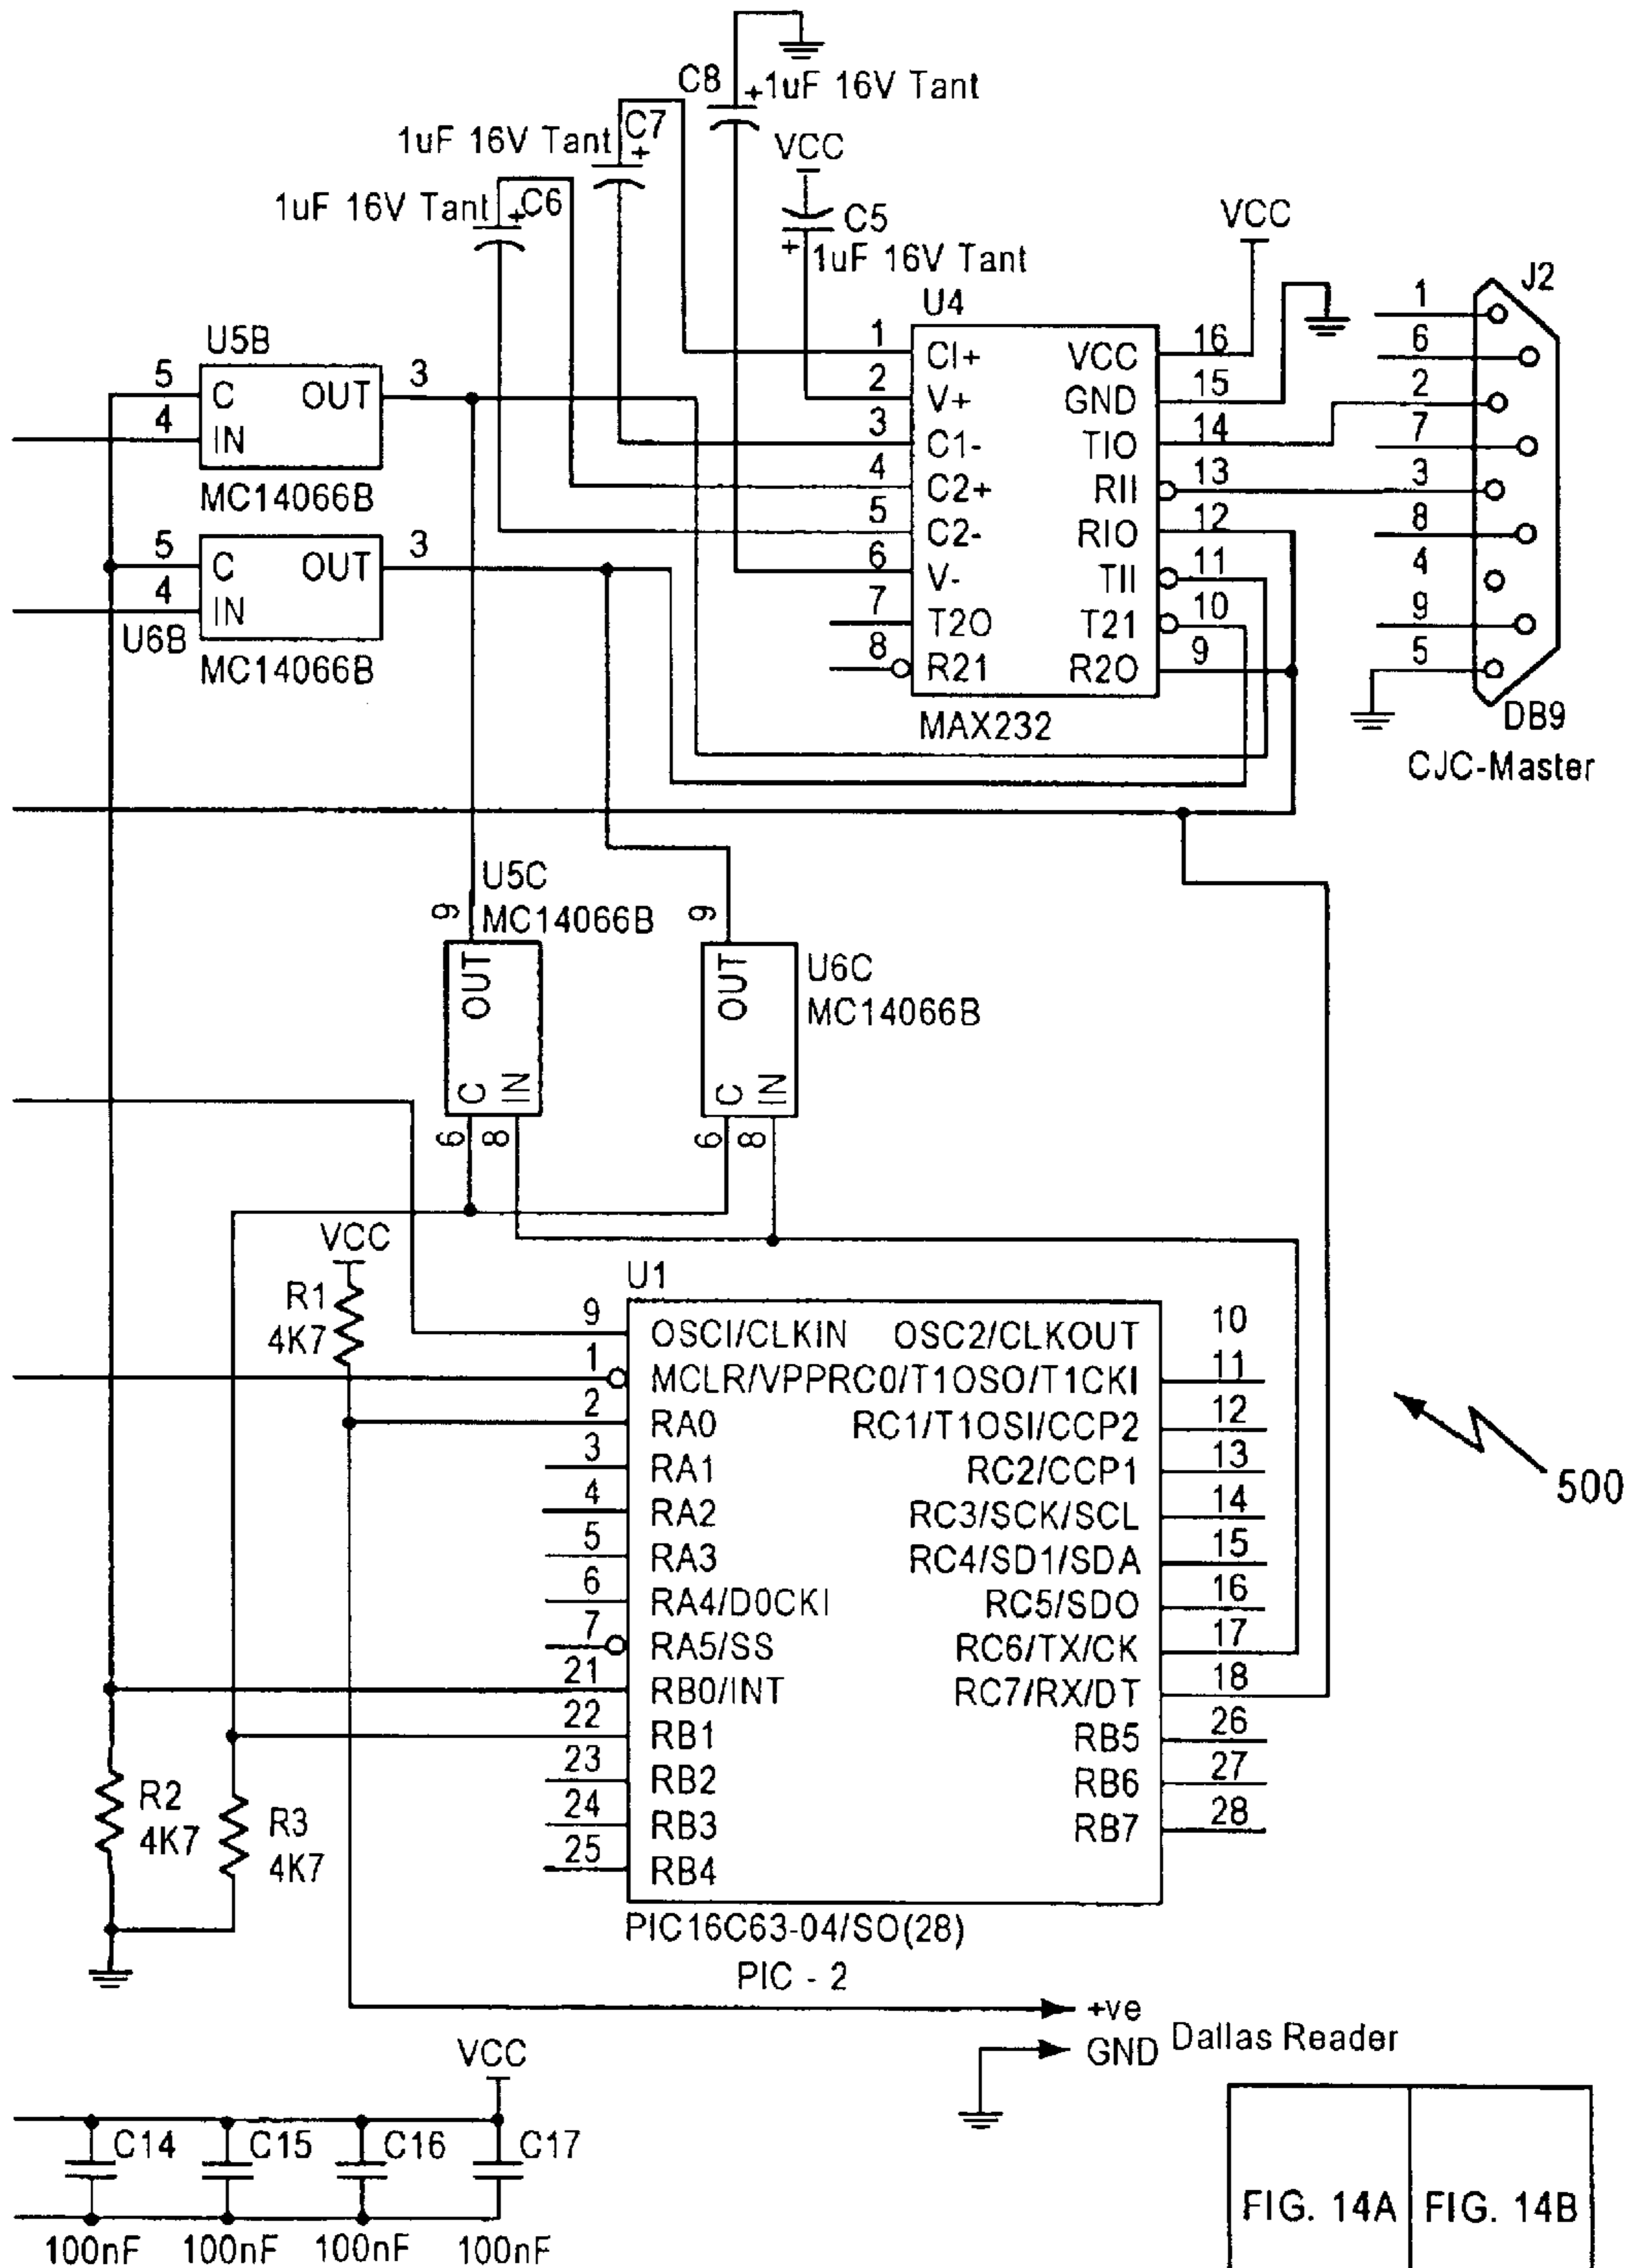 C8
+
1uF 16V Tant
C7
1uF 16V Tant
+
VCC
1uF 16V Tant
+
C6
C5
+
1uF 16V Tant
VCC
J2
U4
U5B
5
C
OUT
3
4
IN
MC14066B
5
C
OUT
3
4
IN
U6B
MC14066B
1
CI+
VCC
16
2
V+
GND
15
3
C1-
TIO
14
4
C2+
RII
13
5
C2-
RIO
12
6
V-
TII
11
7
T2O
T21
10
8
R21
R2O
9
MAX232
1
6
2
7
3
8
4
9
5
DB9
CJC-Master
U5C
MC14066B
9
OUT
C
IN
6
8
9
U6C
MC14066B
OUT
C
IN
6
8
VCC
R1
4K7
U1
9
OSCI/CLKIN
OSC2/CLKOUT
10
1
MCLR/VPPRC0/T1OSO/T1CKI
11
2
RA0
RC1/T1OSI/CCP2
12
3
RA1
RC2/CCP1
13
4
RA2
RC3/SCK/SCL
14
5
RA3
RC4/SD1/SDA
15
6
RA4/D0CKI
RC5/SDO
16
7
RA5/SS
RC6/TX/CK
17
21
RB0/INT
RC7/RX/DT
18
22
RB1
RB5
26
23
RB2
RB6
27
24
RB3
RB7
28
25
RB4
PIC16C63-04/SO(28)
PIC - 2
500
R2
4K7
R3
4K7
+ve
GND
Dallas Reader
VCC
C14
C15
C16
C17
100nF
100nF
100nF
100nF
FIG. 14A
FIG. 14B